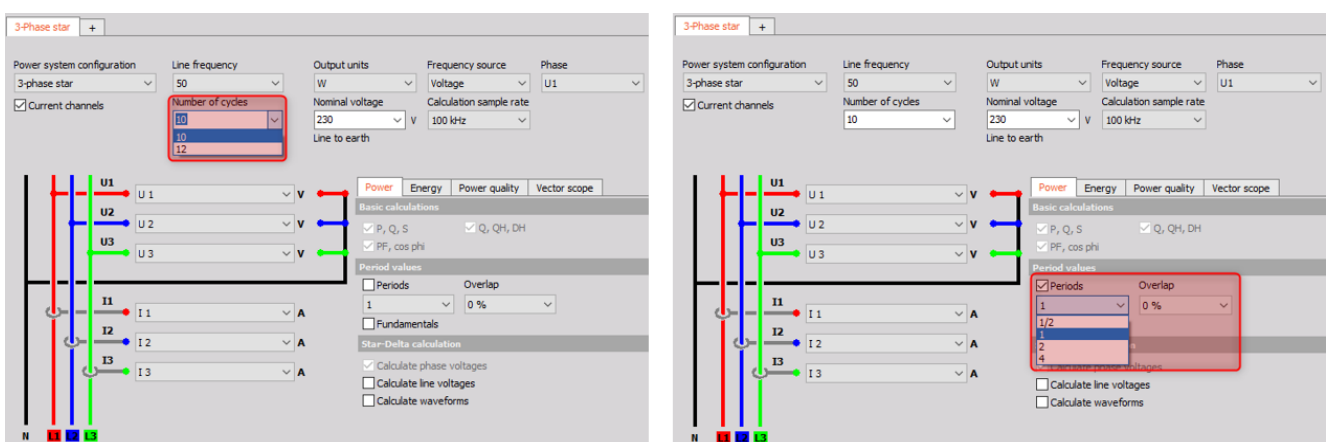 3-Phase star +
Power system configuration Line frequency Output units Frequency source Phase
3-phase star 50 W Voltage U1
Current channels Number of cycles Nominal voltage Calculation sample rate
10 230 V 100 kHz
10 Line to earth
12
U1 U 1 V
U2 U 2 V
U3 U 3 V
I1 I 1 A
I2 I 2 A
I3 I 3 A
N L1 L2 L3
Power Energy Power quality Vector scope
Basic calculations
P, Q, S Q, QH, DH
PF, cos phi
Period values
Periods Overlap
1 0 %
Fundamentals
Star-Delta calculation
Calculate phase voltages
Calculate line voltages
Calculate waveforms
3-Phase star +
Power system configuration Line frequency Output units Frequency source Phase
3-phase star 50 W Voltage U1
Current channels Number of cycles Nominal voltage Calculation sample rate
10 230 V 100 kHz
Line to earth
U1 U 1 V
U2 U 2 V
U3 U 3 V
I1 I 1 A
I2 I 2 A
I3 I 3 A
N L1 L2 L3
Power Energy Power quality Vector scope
Basic calculations
P, Q, S Q, QH, DH
PF, cos phi
Period values
Periods Overlap
1 0 %
1/2
1
2
4
Calculate phase voltages
Calculate line voltages
Calculate waveforms